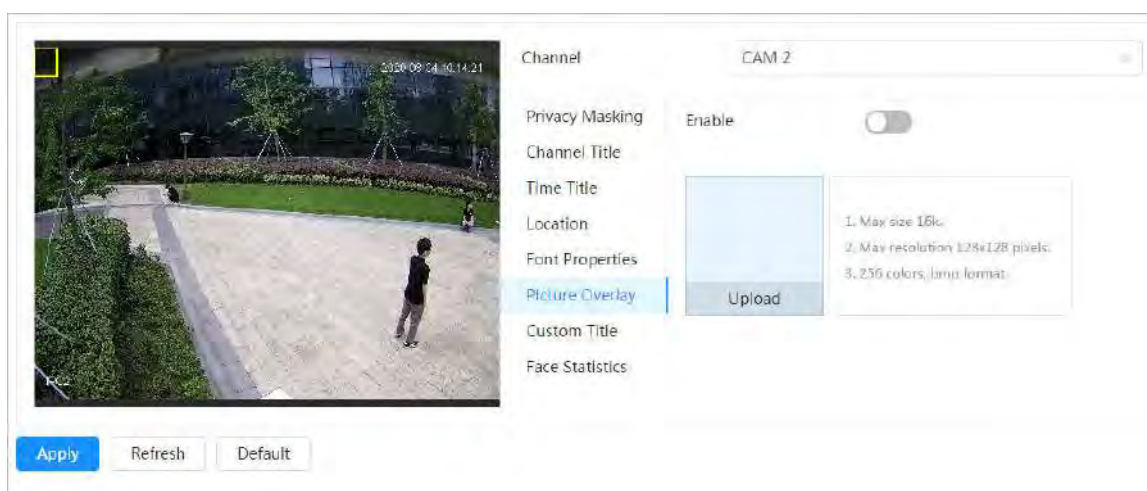 2020-08-24 10:14:21
Channel
CAM 2
Privacy Masking
Enable
Channel Title
Time Title
Location
1. Max size 16k.
Font Properties
2. Max resolution 128x128 pixels.
3. 256 colors, bmp format.
Picture Overlay
Upload
Custom Title
Face Statistics
Apply
Refresh
Default